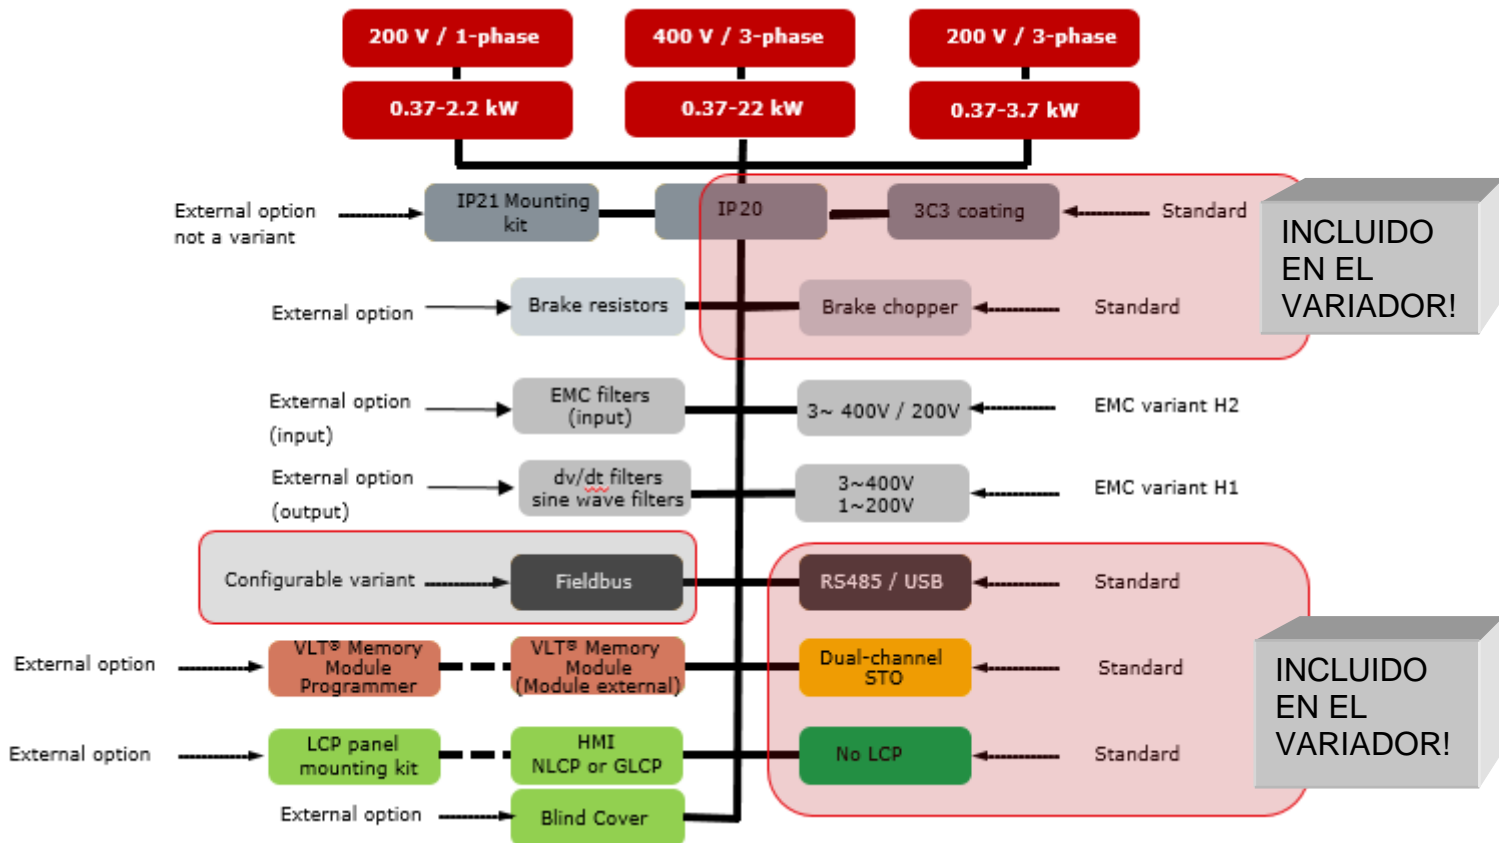 200 V / 1-phase
400 V / 3-phase
200 V / 3-phase
0.37-2.2 kW
0.37-22 kW
0.37-3.7 kW
External option
not a variant
IP21 Mounting
kit
IP20
3C3 coating
Standard
INCLUIDO
EN EL
VARIADOR!
External option
Brake resistors
Brake chopper
Standard
External option
(input)
EMC filters
(input)
3~ 400V / 200V
EMC variant H2
External option
(output)
dv/dt filters
sine wave filters
3~400V
1~200V
EMC variant H1
Configurable variant
Fieldbus
RS485 / USB
Standard
External option
VLT® Memory
Module
Programmer
VLT® Memory
Module
(Module external)
Dual-channel
STO
Standard
INCLUIDO
EN EL
VARIADOR!
External option
LCP panel
mounting kit
HMI
NLCP or GLCP
No LCP
Standard
External option
Blind Cover